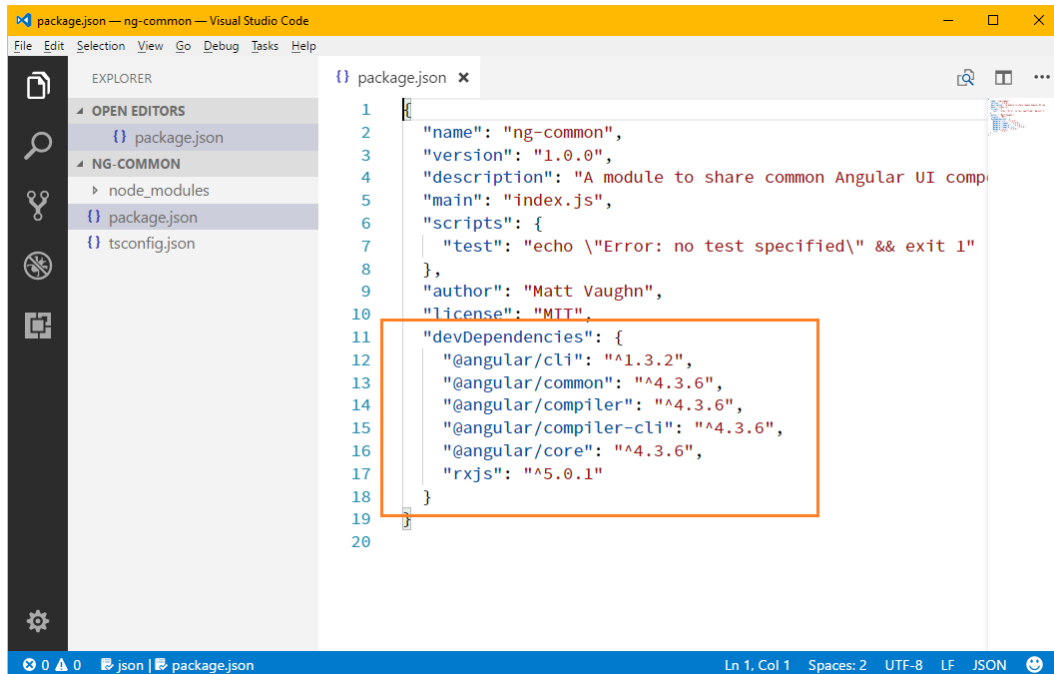 package.json — ng-common — Visual Studio Code
File Edit Selection View Go Debug Tasks Help
EXPLORER
OPEN EDITORS
{} package.json
NG-COMMON
node_modules
{} package.json
{} tsconfig.json
{} package.json ×
1 {
2 "name": "ng-common",
3 "version": "1.0.0",
4 "description": "A module to share common Angular UI comp
5 "main": "index.js",
6 "scripts": {
7 "test": "echo \"Error: no test specified\" && exit 1"
8 },
9 "author": "Matt Vaughn",
10 "license": "MIT",
11 "devDependencies": {
12 "@angular/cli": "^1.3.2",
13 "@angular/common": "^4.3.6",
14 "@angular/compiler": "^4.3.6",
15 "@angular/compiler-cli": "^4.3.6",
16 "@angular/core": "^4.3.6",
17 "rxjs": "^5.0.1"
18 }
19 }
20
0 0 json | package.json Ln 1, Col 1 Spaces: 2 UTF-8 LF JSON